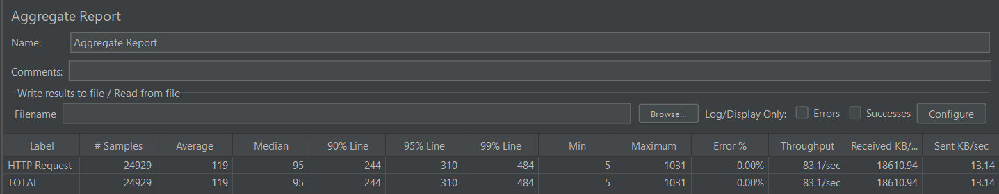 Aggregate Report
Name: Aggregate Report
Comments:
Write results to file / Read from file
Filename Browse... Log/Display Only: Errors Successes Configure
Label # Samples Average Median 90% Line 95% Line 99% Line Min Maximum Error % Throughput Received KB/... Sent KB/sec
HTTP Request 24929 119 95 244 310 484 5 1031 0.00% 83.1/sec 18610.94 13.14
TOTAL 24929 119 95 244 310 484 5 1031 0.00% 83.1/sec 18610.94 13.14